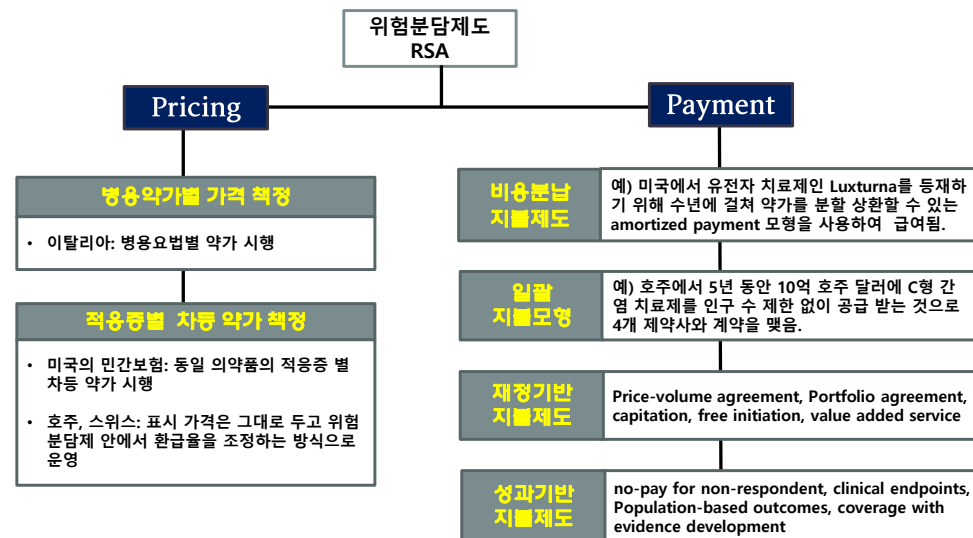 위험분담제도
RSA
Pricing
병용약가별 가격 책정
• 이탈리아: 병용요법별 약가 시행
적응증별 차등 약가 책정
• 미국의 민간보험: 동일 의약품의 적응증 별
차등 약가 시행
• 호주, 스위스: 표시 가격은 그대로 두고 위험
분담제 안에서 환급율을 조정하는 방식으로
운영
Payment
비용분납
지불제도
예) 미국에서 유전자 치료제인 Luxturna를 등재하
기 위해 수년에 걸쳐 약가를 분할 상환할 수 있는
amortized payment 모형을 사용하여 급여됨.
일괄
지불모형
예) 호주에서 5년 동안 10억 호주 달러에 C형 간
염 치료제를 인구 수 제한 없이 공급 받는 것으로
4개 제약사와 계약을 맺음.
재정기반
지불제도
Price-volume agreement, Portfolio agreement,
capitation, free initiation, value added service
성과기반
지불제도
no-pay for non-respondent, clinical endpoints,
Population-based outcomes, coverage with
evidence development